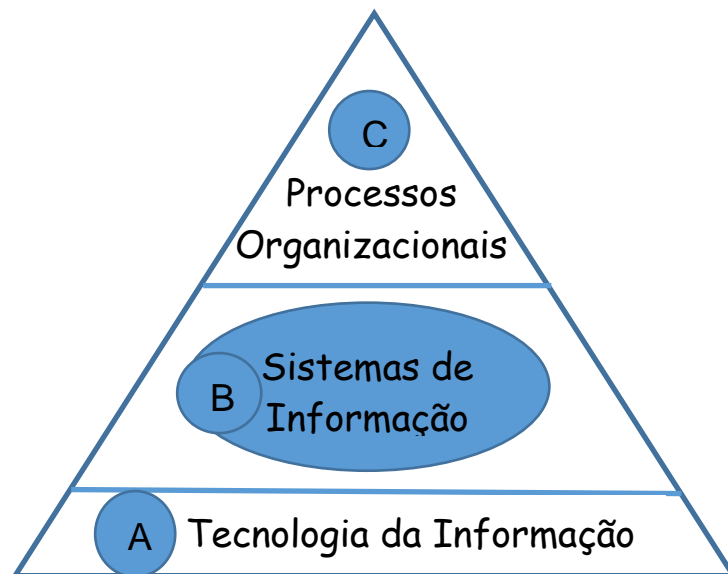 C
Processos
Organizacionais
B
Sistemas de
Informação
A
Tecnologia da Informação